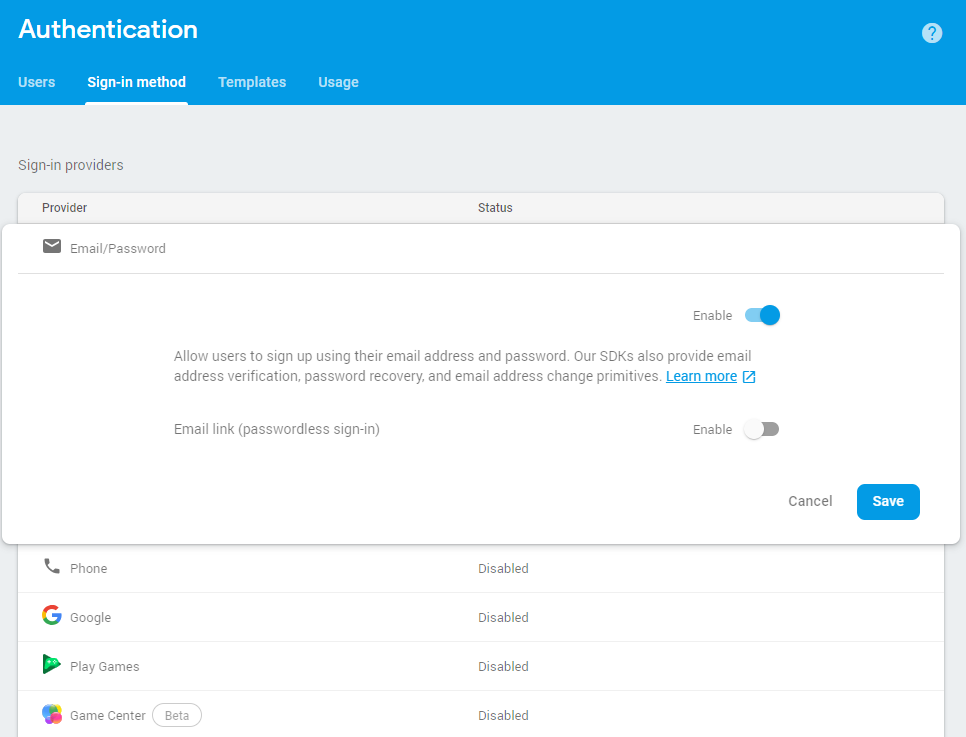 Authentication
?
Users Sign-in method Templates Usage
Sign-in providers
Provider Status
Email/Password
Enable
Allow users to sign up using their email address and password. Our SDKs also provide email
address verification, password recovery, and email address change primitives. Learn more
Email link (passwordless sign-in) Enable
Cancel Save
Phone Disabled
Google Disabled
Play Games Disabled
Game Center Beta Disabled